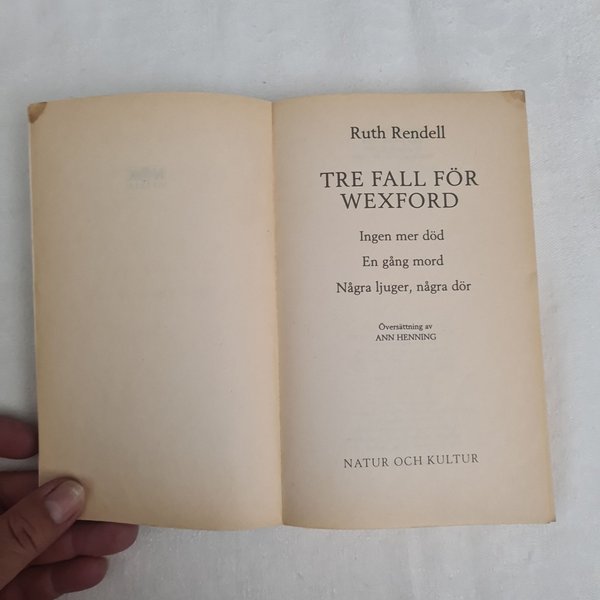 Ruth Rendell
TRE FALL FÖR
WEXFORD
Ingen mer död
En gång mord
Några ljuger, några dör
Översättning av
ANN HENNING
NATUR OCH KULTUR